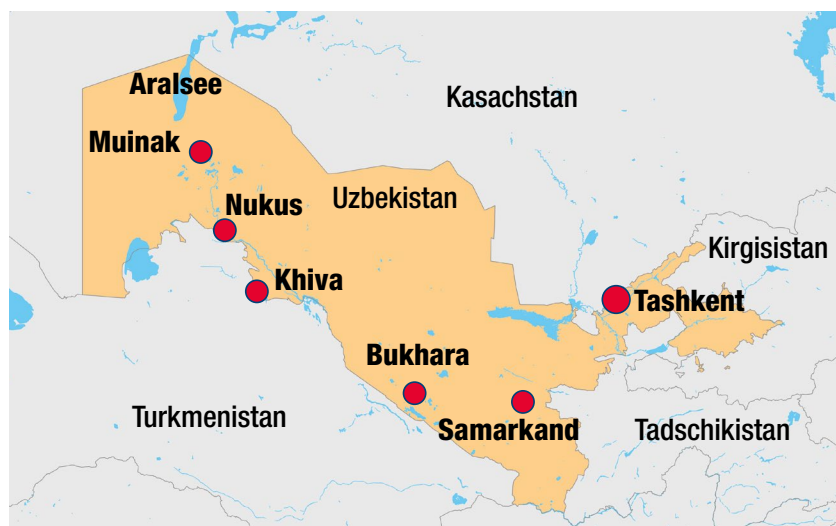 Aralsee
Kasachstan
Muinak
Uzbekistan
Nukus
Kirgisistan
Khiva
Tashkent
Bukhara
Turkmenistan
Samarkand
Tadschikistan